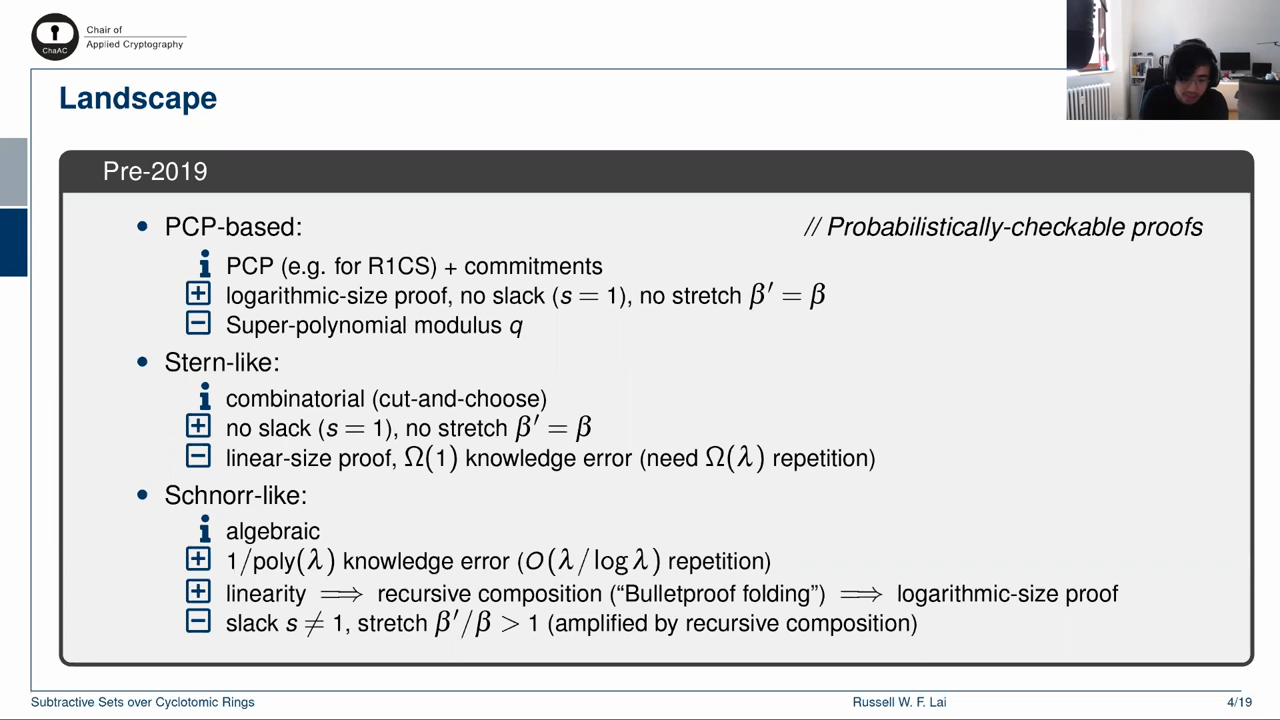 ChaAC
Chair of
Applied Cryptography
Landscape
Pre-2019
• PCP-based: // Probabilistically-checkable proofs
i PCP (e.g. for R1CS) + commitments
+ logarithmic-size proof, no slack (s = 1), no stretch β′ = β
− Super-polynomial modulus q
• Stern-like:
i combinatorial (cut-and-choose)
+ no slack (s = 1), no stretch β′ = β
− linear-size proof, Ω(1) knowledge error (need Ω(λ) repetition)
• Schnorr-like:
i algebraic
+ 1/poly(λ) knowledge error (O(λ/log λ) repetition)
+ linearity ⟹ recursive composition (“Bulletproof folding”) ⟹ logarithmic-size proof
− slack s ≠ 1, stretch β′/β > 1 (amplified by recursive composition)
Subtractive Sets over Cyclotomic Rings Russell W. F. Lai 4/19